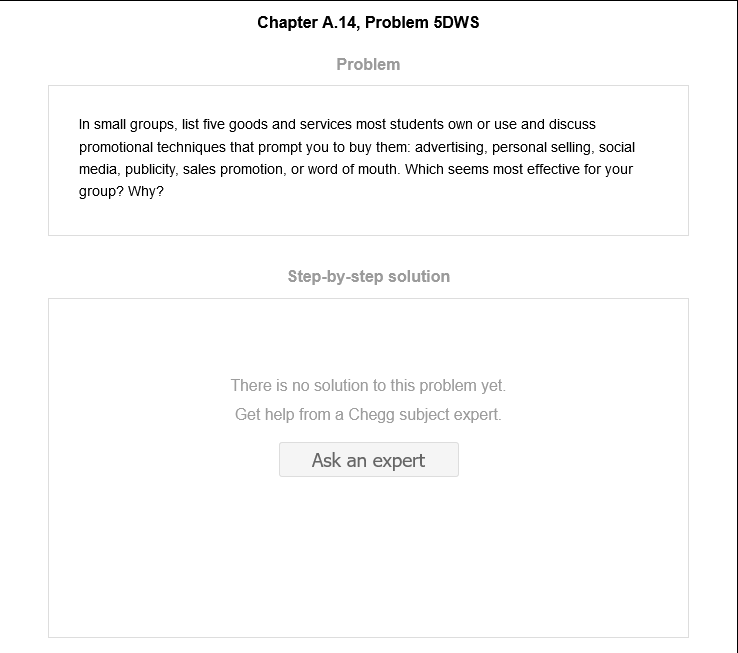 Chapter A.14, Problem 5DWS
Problem
In small groups, list five goods and services most students own or use and discuss
promotional techniques that prompt you to buy them: advertising, personal selling, social
media, publicity, sales promotion, or word of mouth. Which seems most effective for your
group? Why?
Step-by-step solution
There is no solution to this problem yet.
Get help from a Chegg subject expert.
Ask an expert